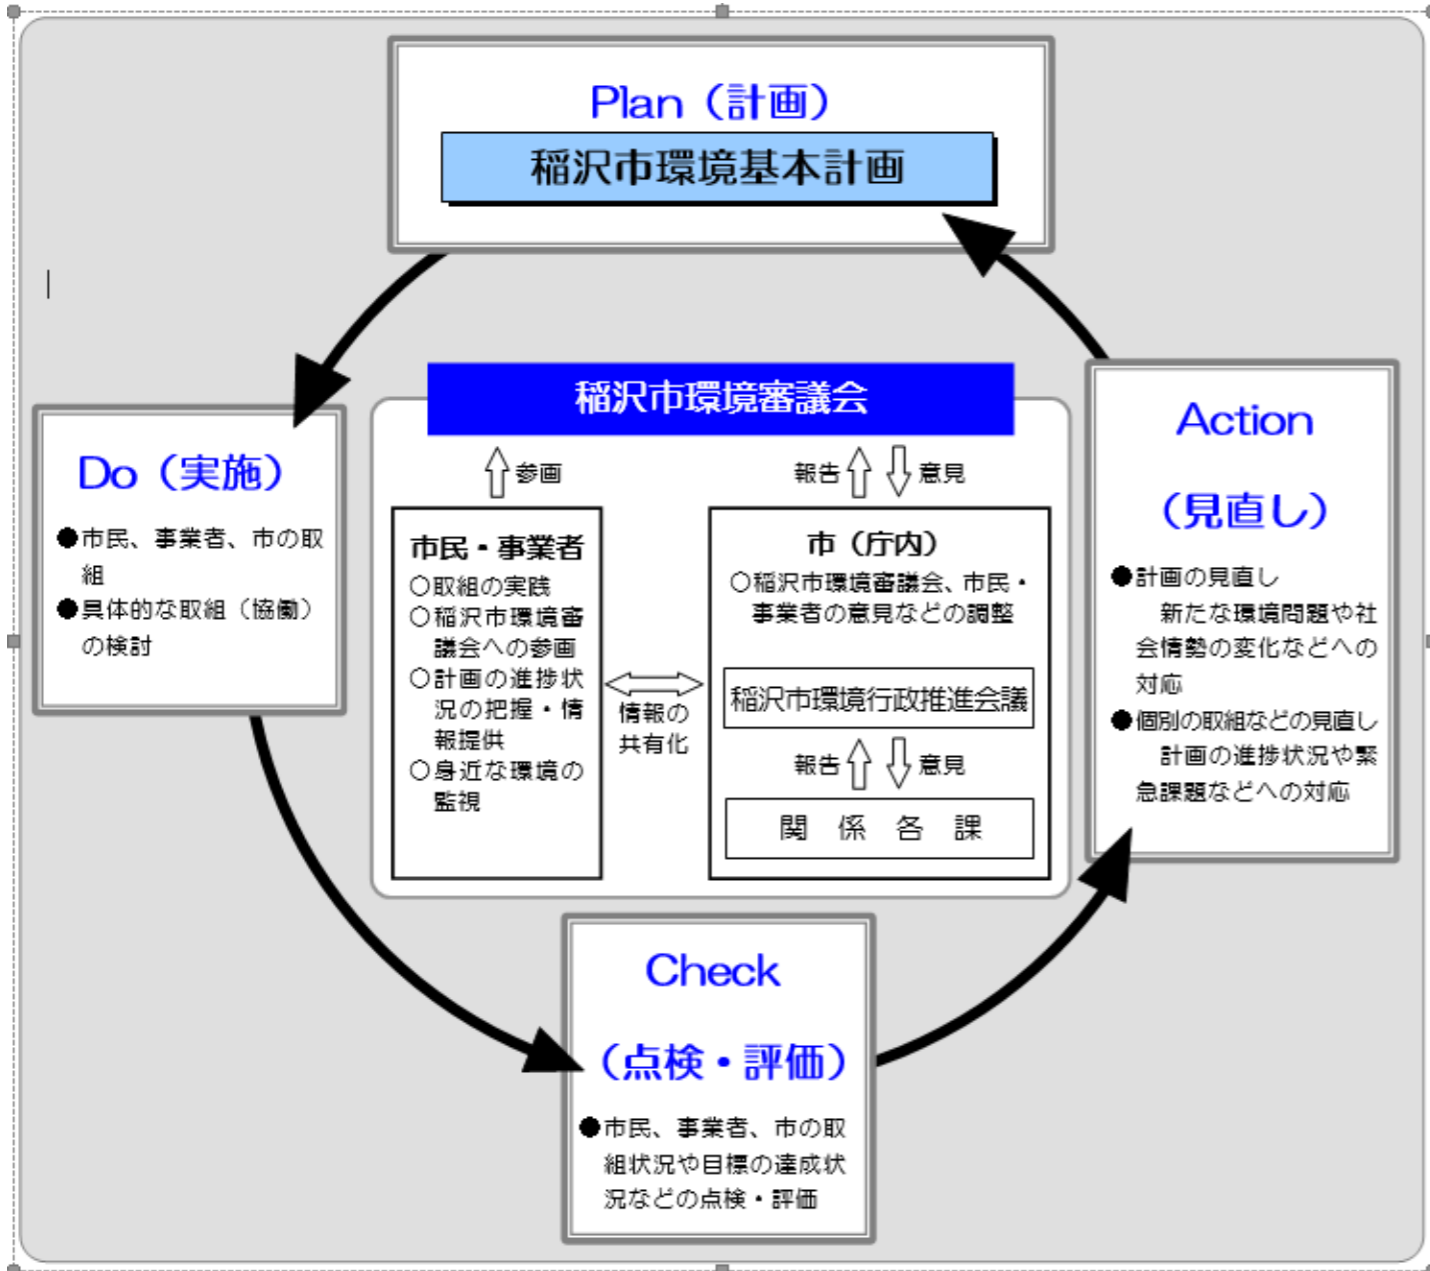 Plan（計画）
稲沢市環境基本計画
稲沢市環境審議会
参画
報告
意見
Do（実施）
●市民、事業者、市の取
組
●具体的な取組（協働）
の検討
市民・事業者
○取組の実践
○稲沢市環境審
議会への参画
○計画の進捗状
況の把握・情
報提供
○身近な環境の
監視
情報の
共有化
市（庁内）
○稲沢市環境審議会、市民・
事業者の意見などの調整
稲沢市環境行政推進会議
報告
意見
関係各課
Action
（見直し）
●計画の見直し
新たな環境問題や社
会情勢の変化などへの
対応
●個別の取組などの見直し
計画の進捗状況や緊
急課題などへの対応
Check
（点検・評価）
●市民、事業者、市の取
組状況や目標の達成状
況などの点検・評価